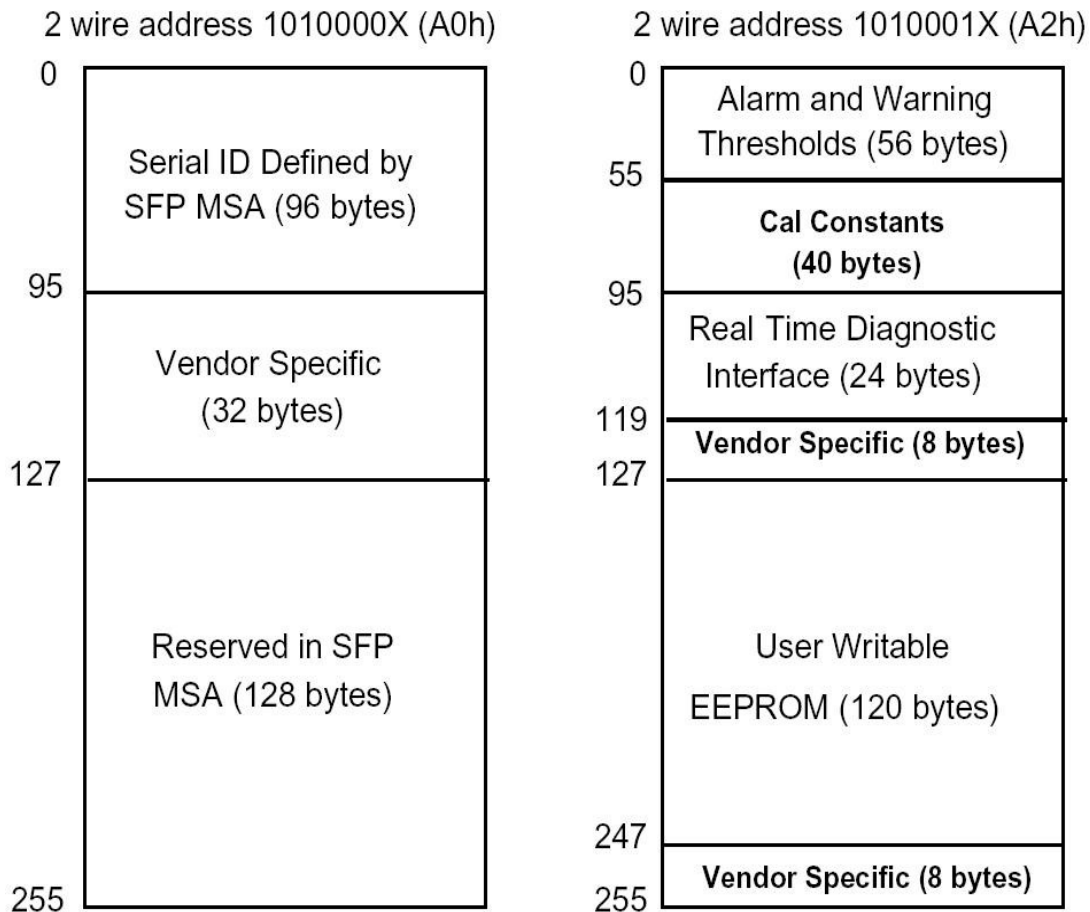 2 wire address 1010000X (A0h)
0
Serial ID Defined by
SFP MSA (96 bytes)
95
Vendor Specific
(32 bytes)
127
Reserved in SFP
MSA (128 bytes)
255
2 wire address 1010001X (A2h)
0
Alarm and Warning
Thresholds (56 bytes)
55
Cal Constants
(40 bytes)
95
Real Time Diagnostic
Interface (24 bytes)
119
Vendor Specific (8 bytes)
127
User Writable
EEPROM (120 bytes)
247
Vendor Specific (8 bytes)
255